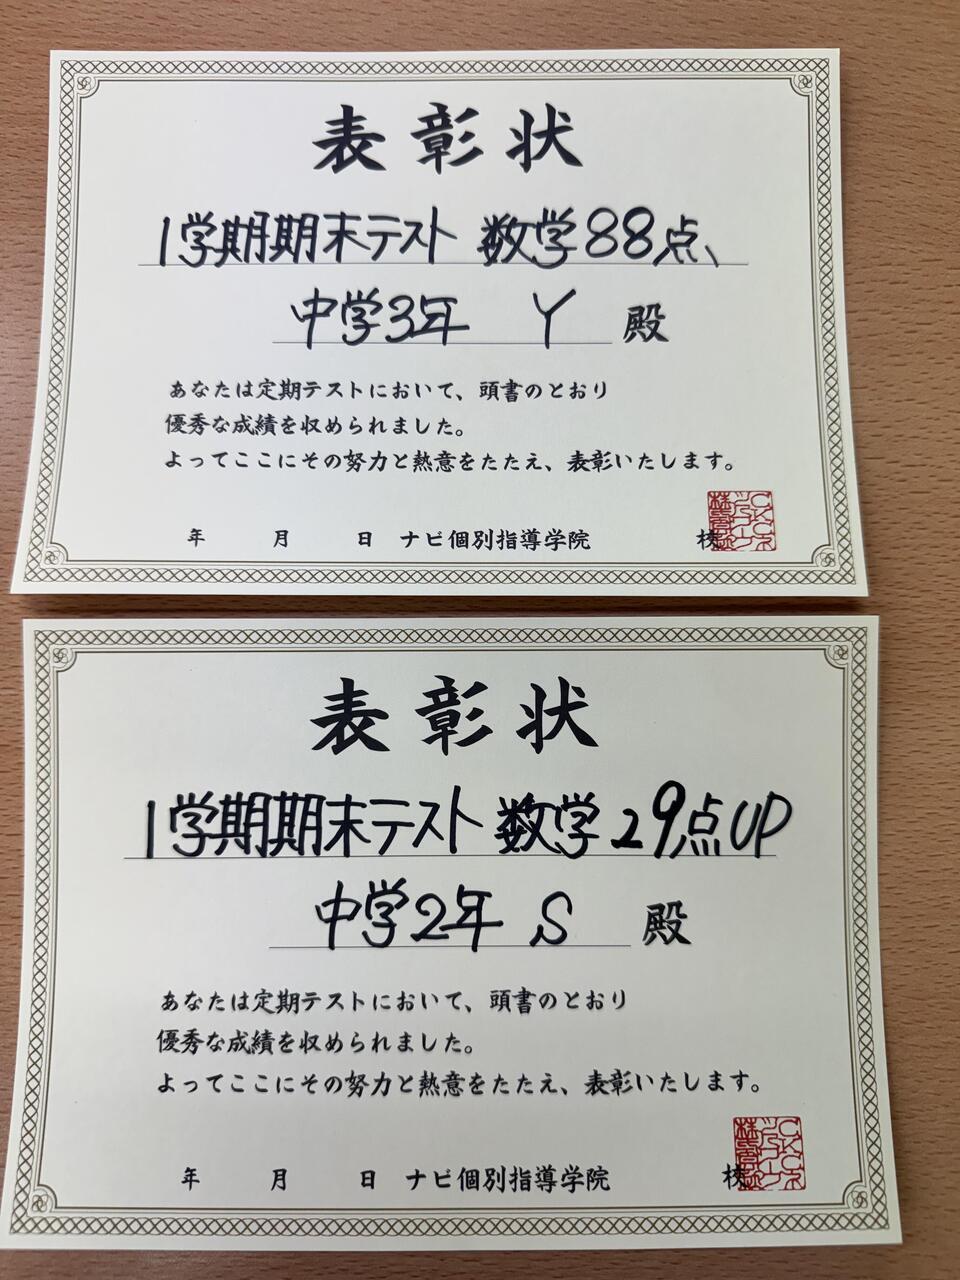 表彰状
1学期期末テスト 数学88点
中学3年 Y 殿
あなたは定期テストにおいて、頭書のとおり
優秀な成績を収められました。
よってここにその努力と熱意をたたえ、表彰いたします。
年 月 日 ナビ個別指導学院 校
表彰状
1学期期末テスト 数学29点UP
中学2年 S 殿
あなたは定期テストにおいて、頭書のとおり
優秀な成績を収められました。
よってここにその努力と熱意をたたえ、表彰いたします。
年 月 日 ナビ個別指導学院 校